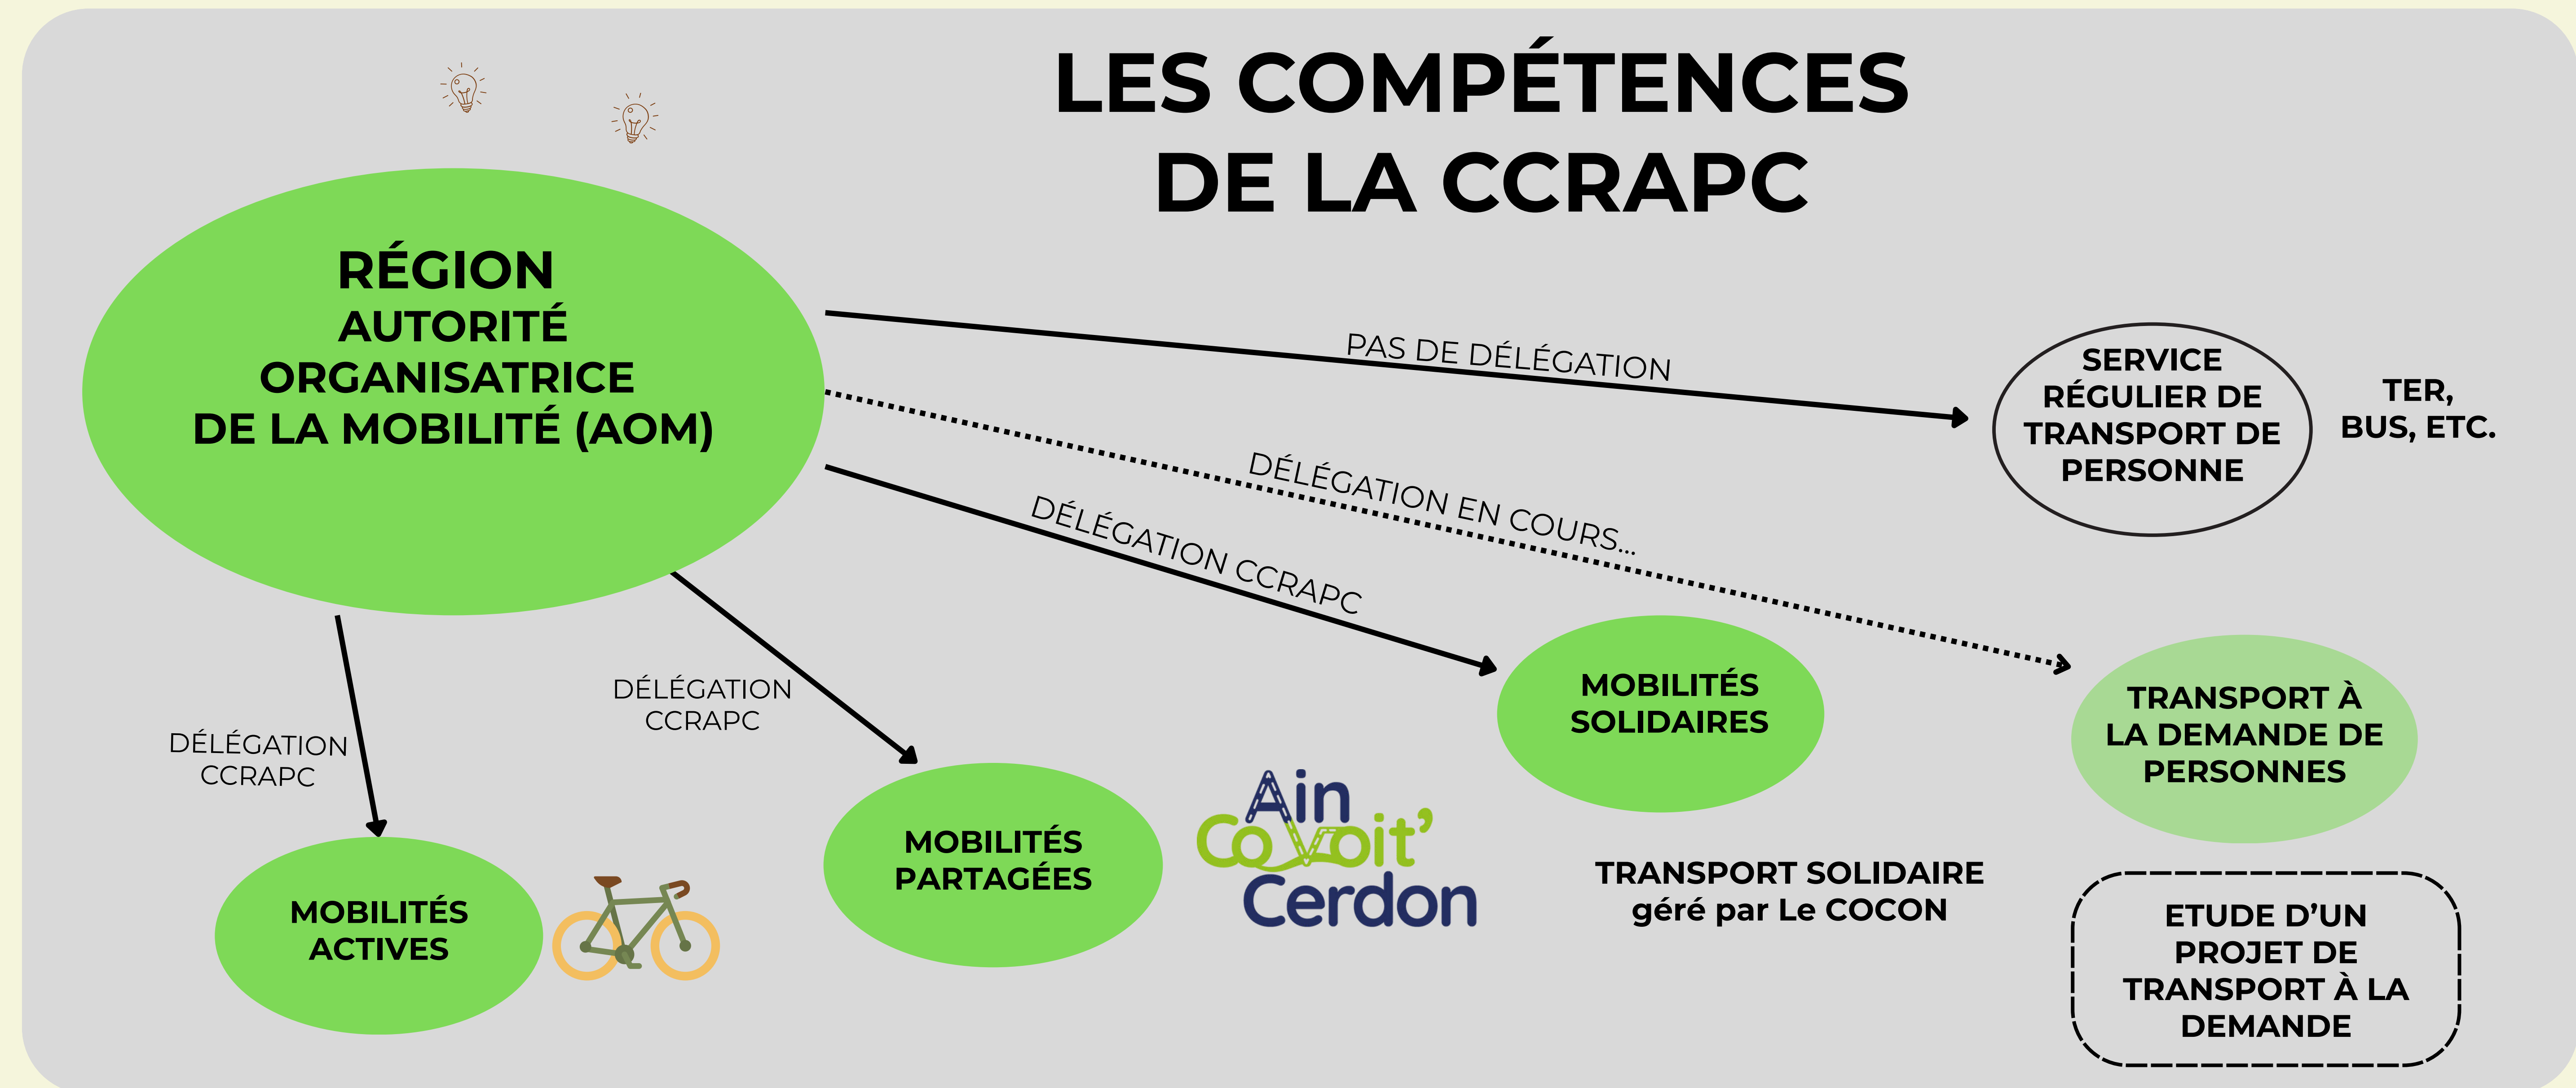 LES COMPÉTENCES
DE LA CCRAPC
RÉGION
AUTORITÉ
ORGANISATRICE
DE LA MOBILITÉ (AOM)
PAS DE DÉLÉGATION
SERVICE
RÉGULIER DE
TRANSPORT DE
PERSONNE
TER,
BUS, ETC.
DÉLÉGATION EN COURS...
DÉLÉGATION CCRAPC
MOBILITÉS
SOLIDAIRES
TRANSPORT À
LA DEMANDE DE
PERSONNES
DÉLÉGATION
CCRAPC
DÉLÉGATION
CCRAPC
MOBILITÉS
ACTIVES
MOBILITÉS
PARTAGÉES
Ain
Covoit'
Cerdon
TRANSPORT SOLIDAIRE
géré par Le COCON
ETUDE D'UN
PROJET DE
TRANSPORT À LA
DEMANDE